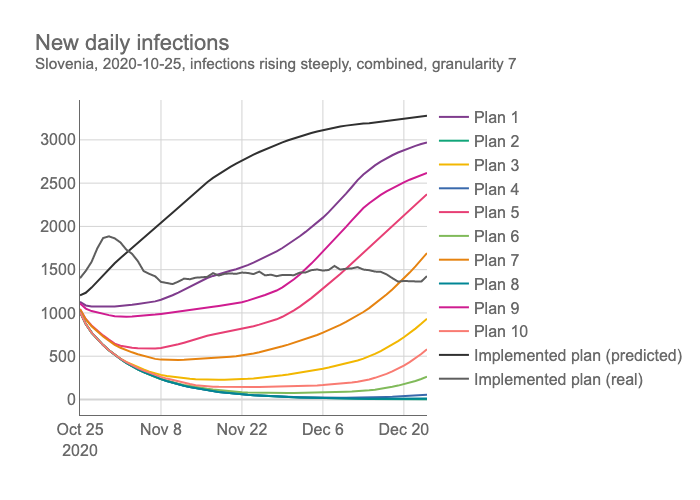 New daily infections
Slovenia, 2020-10-25, infections rising steeply, combined, granularity 7
3000
2500
2000
1500
1000
500
0
Oct 25
2020
Nov 8
Nov 22
Dec 6
Dec 20
Plan 1
Plan 2
Plan 3
Plan 4
Plan 5
Plan 6
Plan 7
Plan 8
Plan 9
Plan 10
Implemented plan (predicted)
Implemented plan (real)